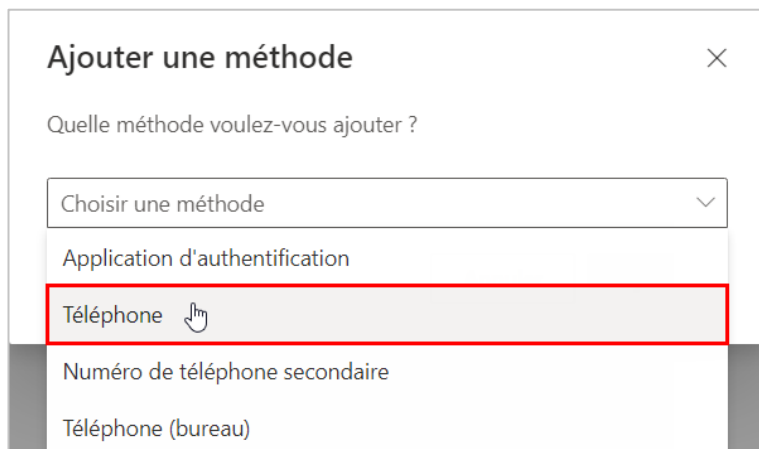 Ajouter une méthode
Quelle méthode voulez-vous ajouter ?
Choisir une méthode
Application d'authentification
Téléphone
Numéro de téléphone secondaire
Téléphone (bureau)